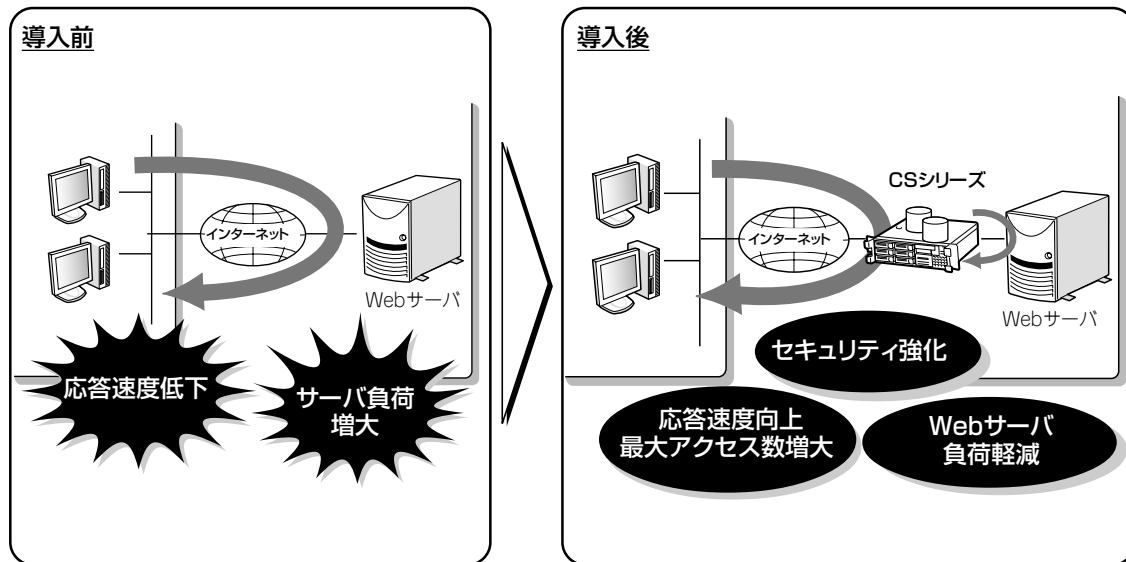 導入前
インターネット
Webサーバ
応答速度低下
サーバ負荷
増大
導入後
CSシリーズ
インターネット
Webサーバ
セキュリティ強化
応答速度向上
最大アクセス数増大
Webサーバ
負荷軽減